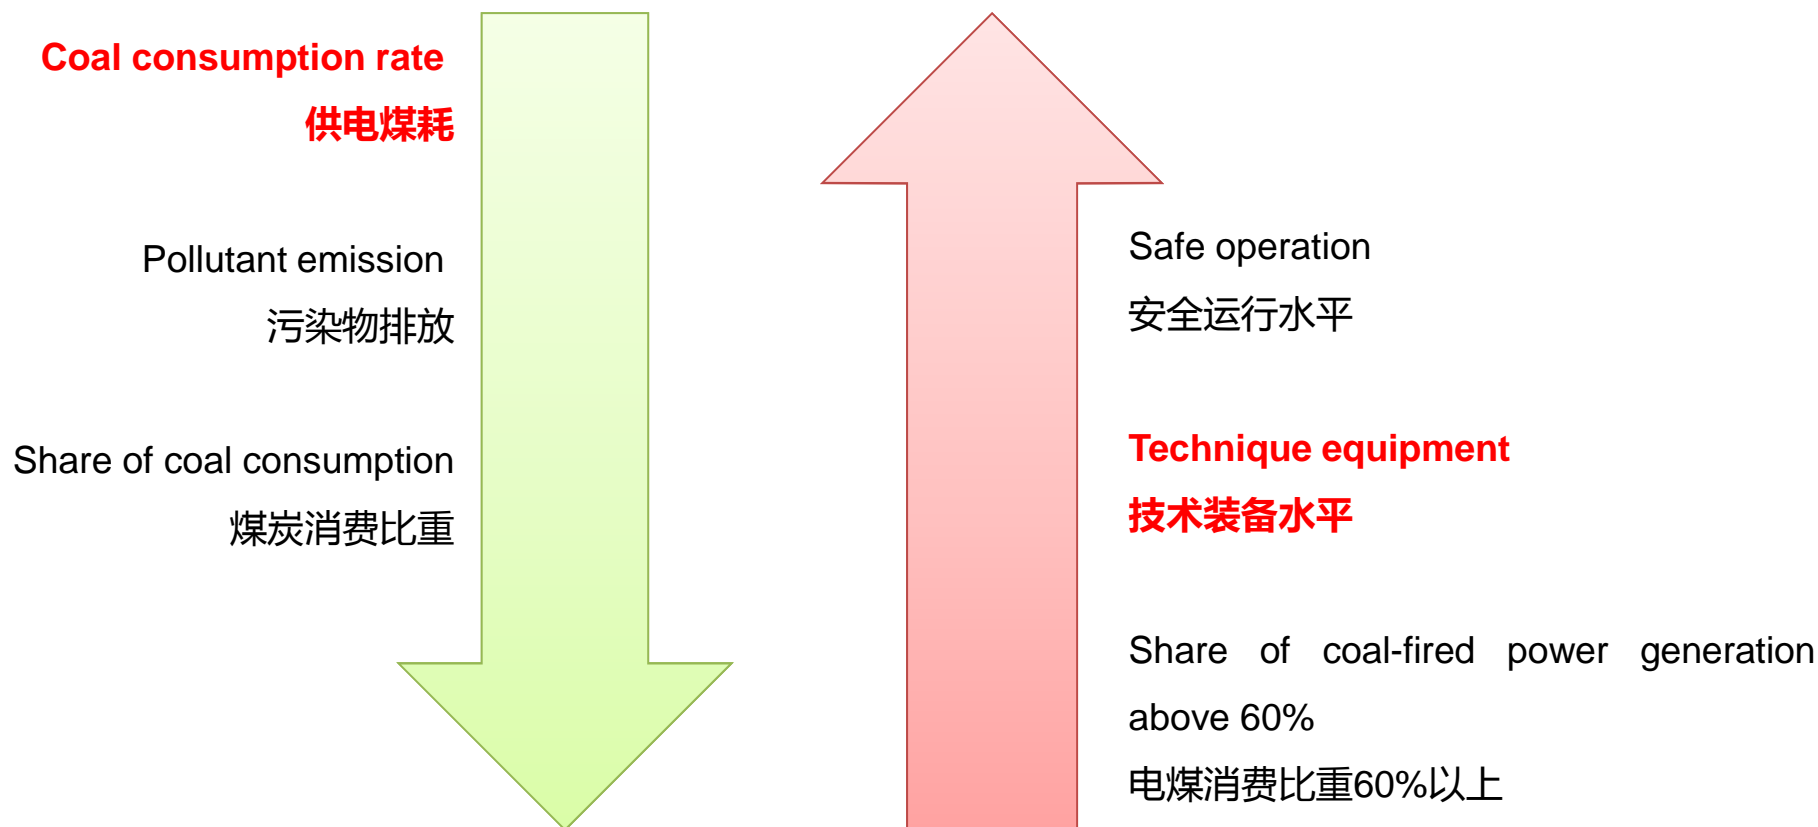 Coal consumption rate
供电煤耗
Pollutant emission
污染物排放
Share of coal consumption
煤炭消费比重
Safe operation
安全运行水平
Technique equipment
技术装备水平
Share of coal-fired power generation
above 60%
电煤消费比重60%以上